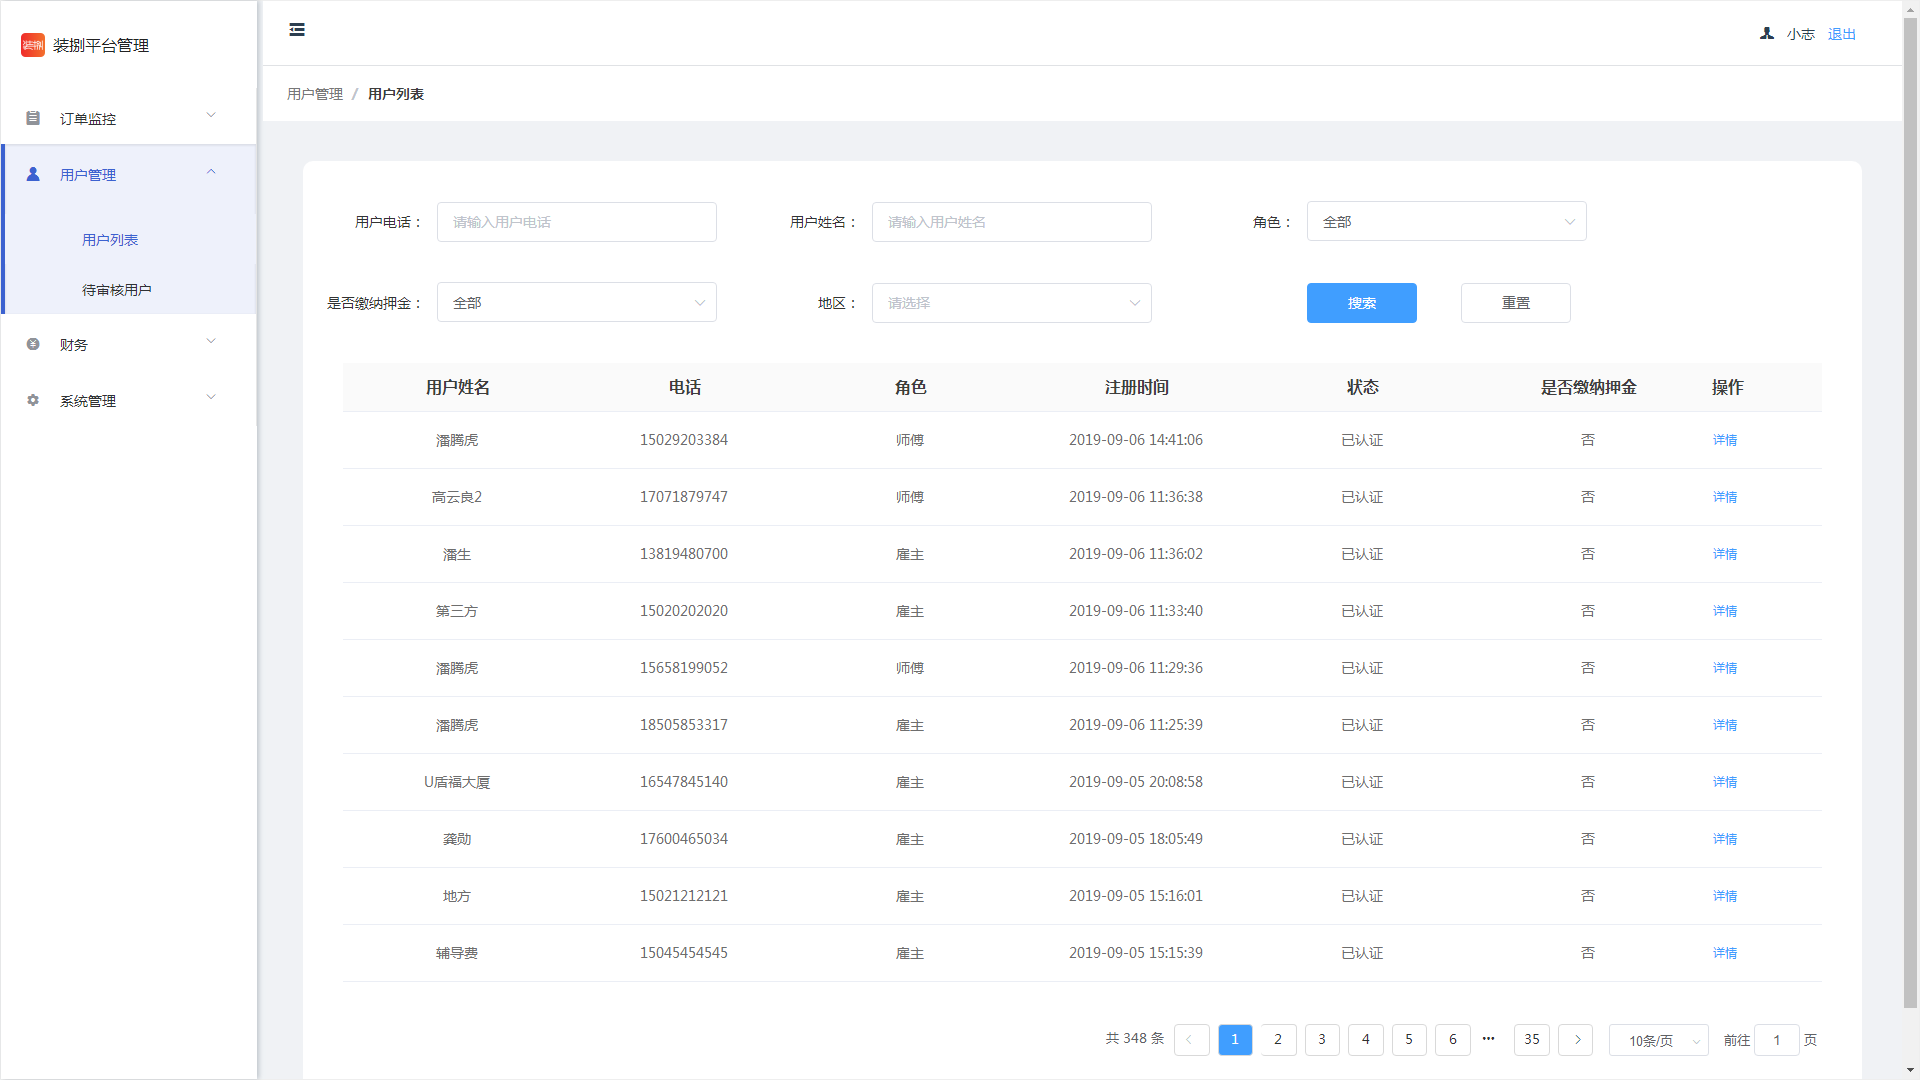 装捌 装捌平台管理
小志 退出
用户管理 / 用户列表
订单监控
用户管理
用户列表
待审核用户
财务
系统管理
用户电话： 请输入用户电话 用户姓名： 请输入用户姓名 角色： 全部
是否缴纳押金： 全部 地区： 请选择 搜索 重置
用户姓名 电话 角色 注册时间 状态 是否缴纳押金 操作
潘腾虎 15029203384 师傅 2019-09-06 14:41:06 已认证 否 详情
高云良2 17071879747 师傅 2019-09-06 11:36:38 已认证 否 详情
潘生 13819480700 雇主 2019-09-06 11:36:02 已认证 否 详情
第三方 15020202020 雇主 2019-09-06 11:33:40 已认证 否 详情
潘腾虎 15658199052 师傅 2019-09-06 11:29:36 已认证 否 详情
潘腾虎 18505853317 雇主 2019-09-06 11:25:39 已认证 否 详情
U盾福大厦 16547845140 雇主 2019-09-05 20:08:58 已认证 否 详情
龚勋 17600465034 雇主 2019-09-05 18:05:49 已认证 否 详情
地方 15021212121 雇主 2019-09-05 15:16:01 已认证 否 详情
辅导费 15045454545 雇主 2019-09-05 15:15:39 已认证 否 详情
共 348 条 1 2 3 4 5 6 ••• 35 10条/页 前往 1 页